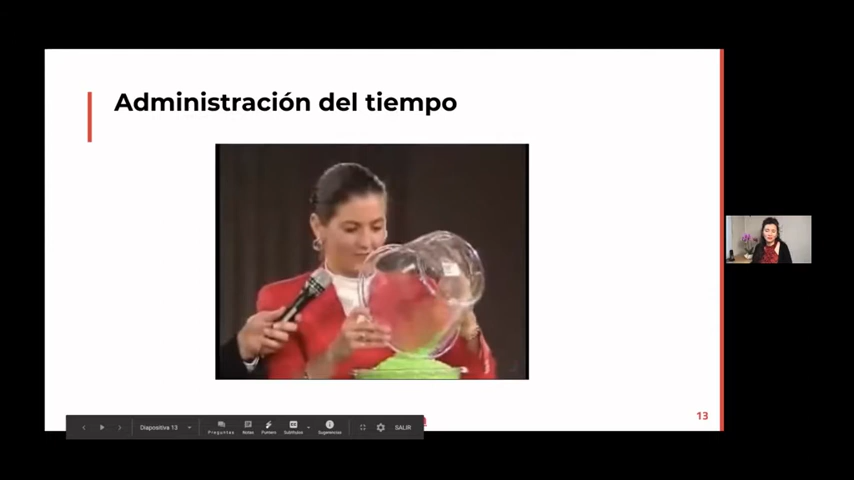 Administración del tiempo
13
Diapositiva 13
Preguntas
Notas
Puntero
Subtítulos
Sugerencias
SALIR